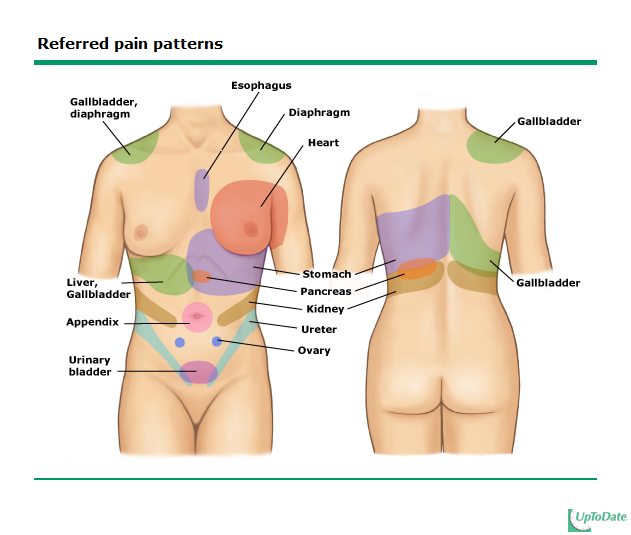 Referred pain patterns
Esophagus
Gallbladder,
diaphragm
Diaphragm
Gallbladder
Heart
Stomach
Liver,
Gallbladder
Pancreas
Gallbladder
Kidney
Appendix
Ureter
Ovary
Urinary
bladder
UpToDate